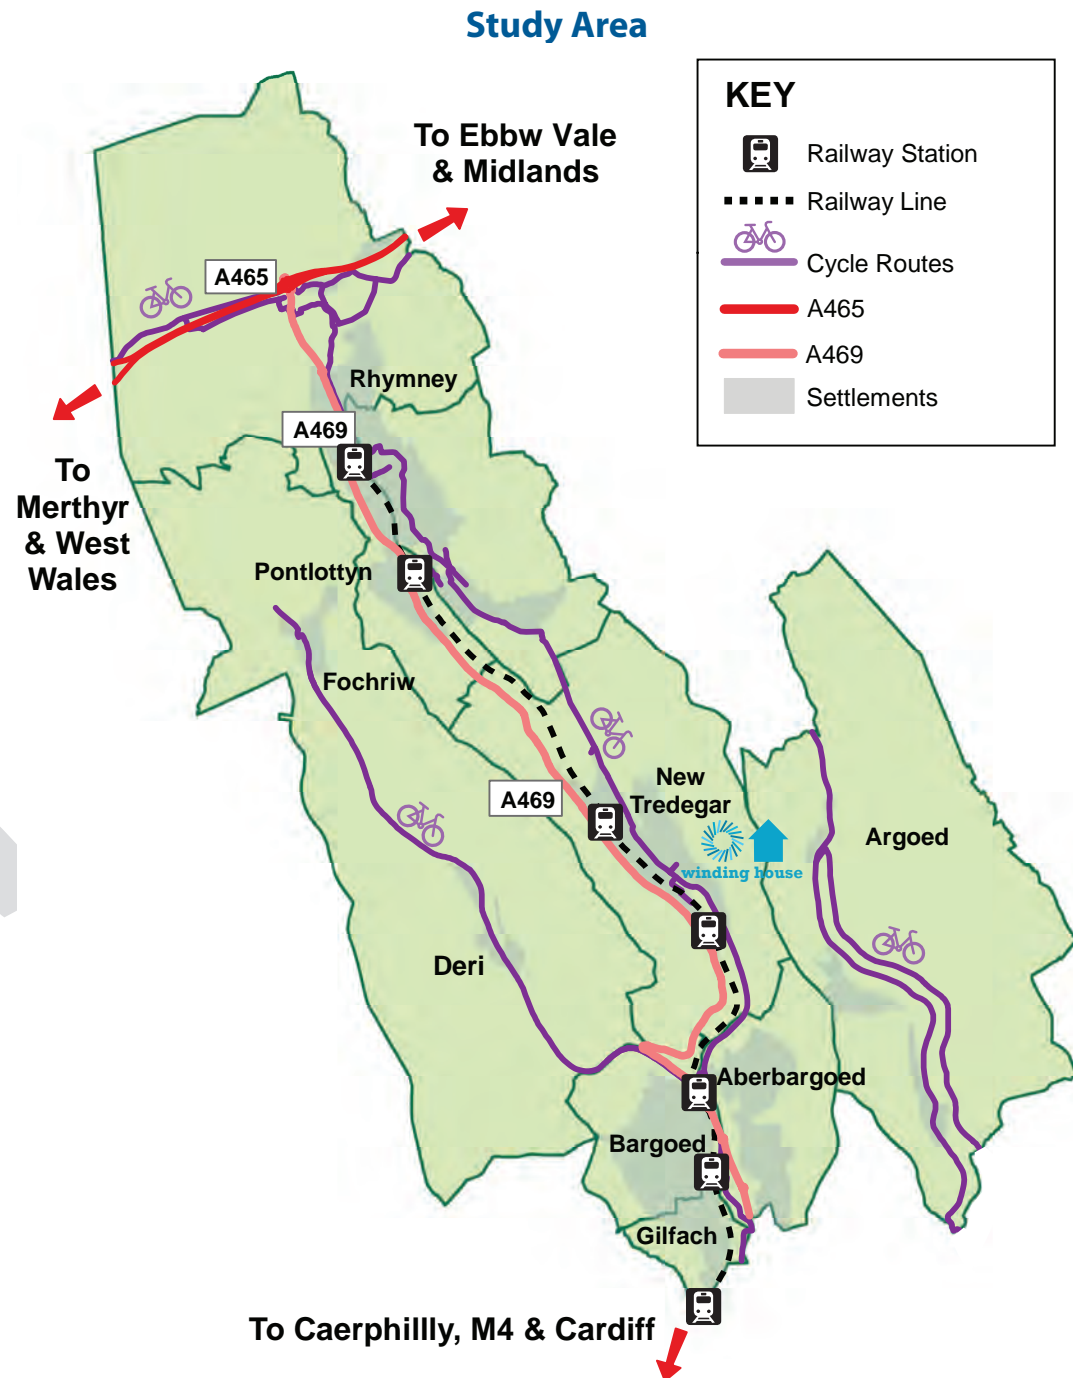 Study Area
To Ebbw Vale
& Midlands
KEY
Railway Station
Railway Line
Cycle Routes
A465
A469
Settlements
A465
Rhymney
A469
To
Merthyr
& West
Wales
Pontlottyn
Fochriw
New
Tredegar
A469
winding house
Argoed
Deri
Aberbargoed
Bargoed
Gilfach
To Caerphillly, M4 & Cardiff